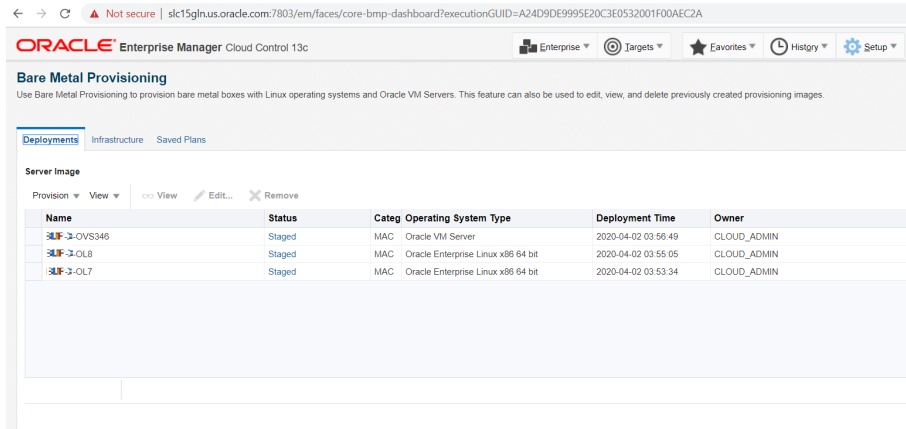 Not secure | slc15gln.us.oracle.com:7803/em/faces/core-bmp-dashboard?executionGUID=A24D9DE9995E20C3E0532001F00AEC2A
ORACLE Enterprise Manager Cloud Control 13c Enterprise Targets Favorites History Setup
Bare Metal Provisioning
Use Bare Metal Provisioning to provision bare metal boxes with Linux operating systems and Oracle VM Servers. This feature can also be used to edit, view, and delete previously created provisioning images.
Deployments Infrastructure Saved Plans
Server Image
Provision View View Edit... Remove
Name Status Categ Operating System Type Deployment Time Owner
-OVS346 Staged MAC Oracle VM Server 2020-04-02 03:56:49 CLOUD_ADMIN
-OL8 Staged MAC Oracle Enterprise Linux x86 64 bit 2020-04-02 03:55:05 CLOUD_ADMIN
-OL7 Staged MAC Oracle Enterprise Linux x86 64 bit 2020-04-02 03:53:34 CLOUD_ADMIN